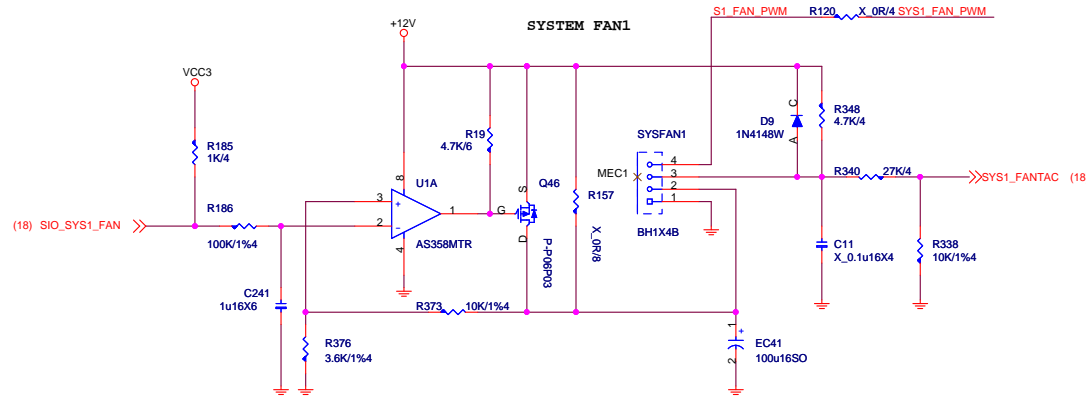 S1_FAN_PWM R120 X_0R/4 SYS1_FAN_PWM
+12V SYSTEM FAN1
VCC3
R185
1K/4
R19
4.7K/6
D9
1N4148W
C
A
R348
4.7K/4
SYSFAN1
MEC1
4
3
2
1
BH1X4B
R340 27K/4
SYS1_FANTAC (18
(18) SIO_SYS1_FAN
R186
100K/1%4
U1A
8
3
+
2
-
1
4
AS358MTR
Q46
S
G
D
P-P06P03
R157
X_0R/8
C11
X_0.1u16X4
R338
10K/1%4
C241
1u16X6
R373 10K/1%4
R376
3.6K/1%4
1
+
2
EC41
100u16SO